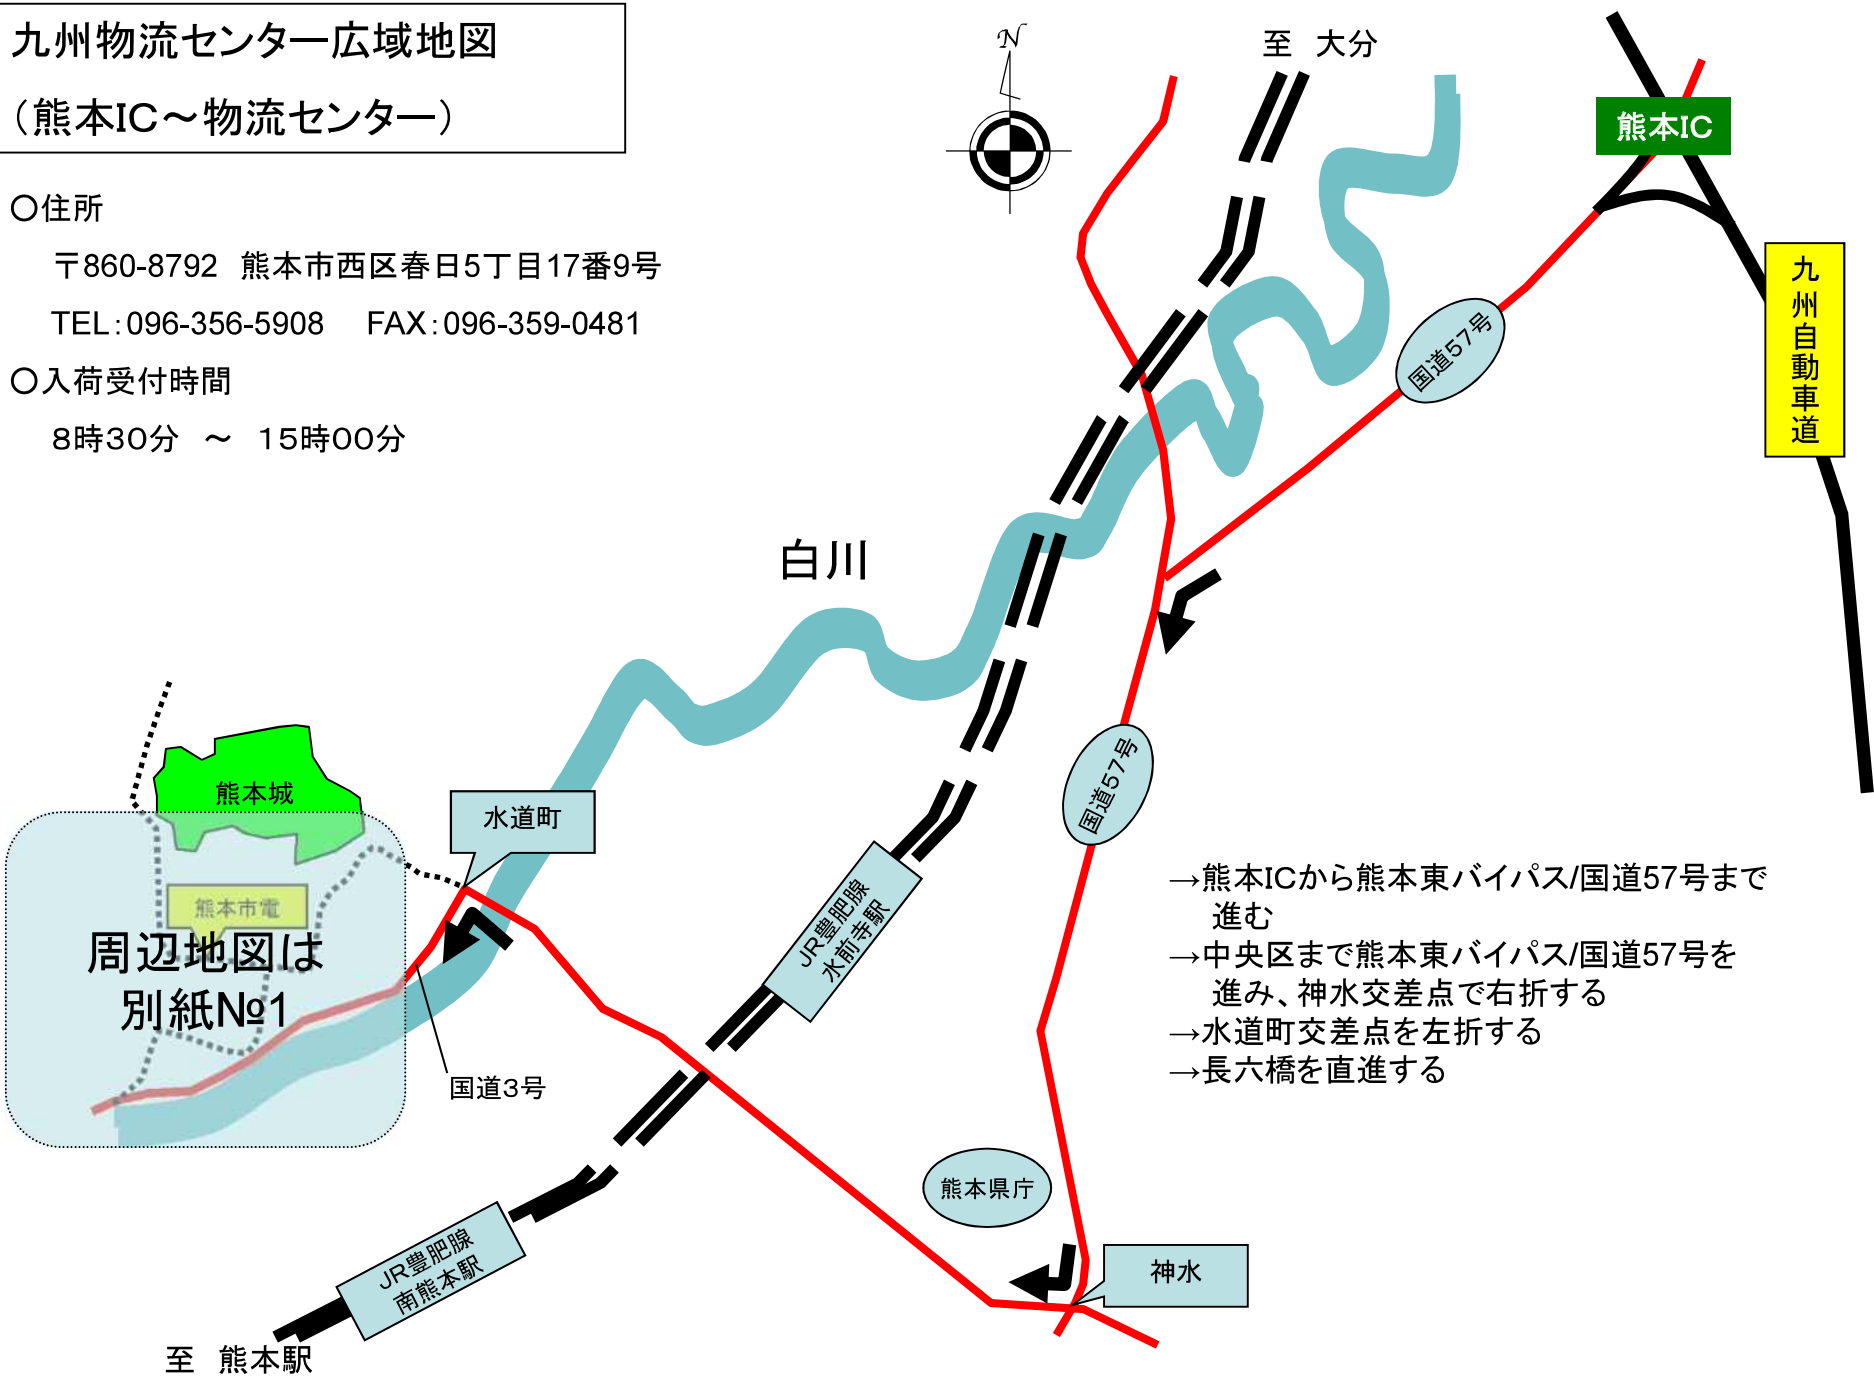 九州物流センター広域地図
（熊本IC～物流センター）
N
至　大分
熊本IC
○住所
〒860-8792　熊本市西区春日5丁目17番9号
TEL：096-356-5908　FAX：096-359-0481
○入荷受付時間
8時30分　～　15時00分
九州自動車道
国道57号
白川
国道57号
熊本城
水道町
熊本市電
周辺地図は
別紙№1
JR豊肥腺
水前寺駅
→熊本ICから熊本東バイパス/国道57号まで
進む
→中央区まで熊本東バイパス/国道57号を
進み、神水交差点で右折する
→水道町交差点を左折する
→長六橋を直進する
国道3号
熊本県庁
JR豊肥腺
南熊本駅
神水
至　熊本駅